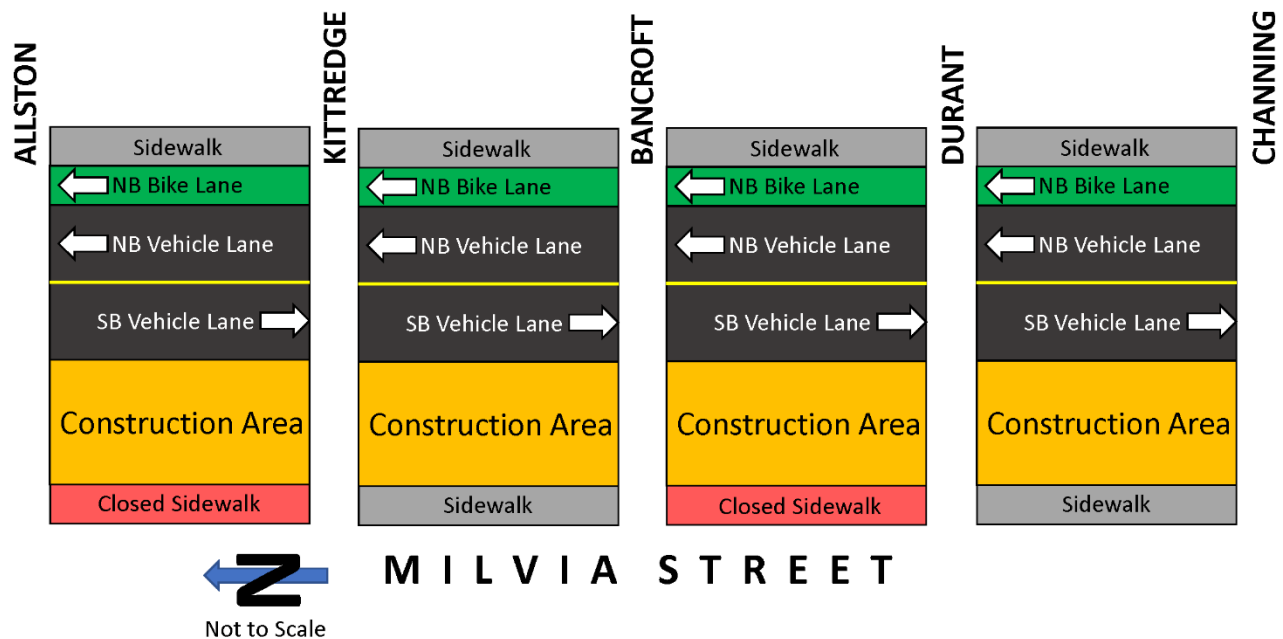 ALLSTON
KITTREDGE
BANCROFT
DURANT
CHANNING
Sidewalk
NB Bike Lane
NB Vehicle Lane
SB Vehicle Lane
Construction Area
Closed Sidewalk
Sidewalk
NB Bike Lane
NB Vehicle Lane
SB Vehicle Lane
Construction Area
Sidewalk
Sidewalk
NB Bike Lane
NB Vehicle Lane
SB Vehicle Lane
Construction Area
Closed Sidewalk
Sidewalk
NB Bike Lane
NB Vehicle Lane
SB Vehicle Lane
Construction Area
Sidewalk
N
Not to Scale
MILVIA STREET